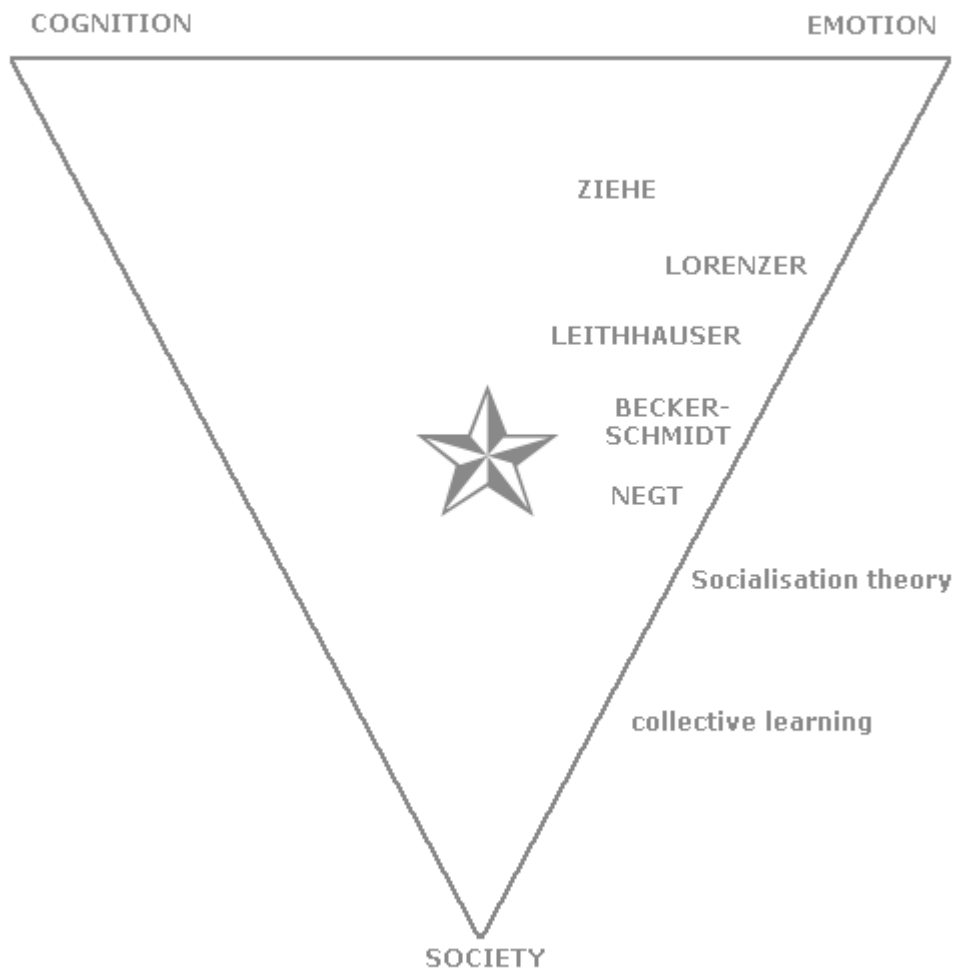 COGNITION
EMOTION
ZIEHE
LORENZER
LEITHHAUSER
BECKER-
SCHMIDT
NEGT
Socialisation theory
collective learning
SOCIETY